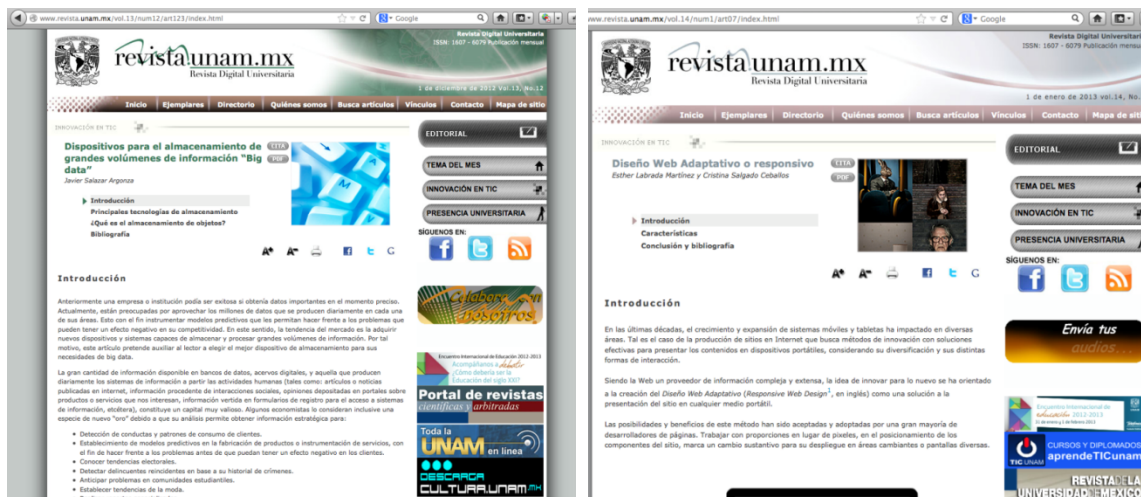 www.revista.unam.mx/vol.13/num12/art123/index.html
Google
revista.unam.mx
Revista Digital Universitaria
Revista Digital Universitaria
ISSN: 1607 - 6079 Publicación mensual
1 de diciembre de 2012 Vol.13, No.12
Inicio Ejemplares Directorio Quiénes somos Busca artículos Vínculos Contacto Mapa de sitio
INNOVACIÓN EN TIC
Dispositivos para el almacenamiento de
grandes volúmenes de información "Big
data"
CITA
PDF
Javier Salazar Argonza
Introducción
Principales tecnologías de almacenamiento
¿Qué es el almacenamiento de objetos?
Bibliografía
A+ A- G
EDITORIAL
TEMA DEL MES
INNOVACIÓN EN TIC
PRESENCIA UNIVERSITARIA
SÍGUENOS EN:
Introducción
Anteriormente una empresa o institución podía ser exitosa si obtenía datos importantes en el momento preciso.
Actualmente, están preocupadas por aprovechar los millones de datos que se producen diariamente en cada una
de sus áreas. Esto con el fin instrumentar modelos predictivos que les permitan hacer frente a los problemas que
pueden tener un efecto negativo en su competitividad. En este sentido, la tendencia del mercado es la adquirir
nuevos dispositivos y sistemas capaces de almacenar y procesar grandes volúmenes de información. Por tal
motivo, este artículo pretende auxiliar al lector a elegir el mejor dispositivo de almacenamiento para sus
necesidades de big data.
La gran cantidad de información disponible en bancos de datos, acervos digitales, y aquella que producen
diariamente los sistemas de información a partir las actividades humanas (tales como: artículos o noticias
publicadas en internet, información procedente de interacciones sociales, opiniones depositadas en portales sobre
productos o servicios que nos interesan, información vertida en formularios de registro para el acceso a sistemas
de información, etcétera), constituye un capital muy valioso. Algunos economistas lo consideran inclusive una
especie de nuevo "oro" debido a que su análisis permite obtener información estratégica para:
Detección de conductas y patrones de consumo de clientes.
Establecimiento de modelos predictivos en la fabricación de productos o instrumentación de servicios, con
el fin de hacer frente a los problemas antes de que puedan tener un efecto negativo en los clientes.
Conocer tendencias electorales.
Detectar delincuentes reincidentes en base a su historial de crímenes.
Anticipar problemas en comunidades estudiantiles.
Establecer tendencias de la moda.
Colabora con
nosotros
Encuentro Internacional de Educación 2012-2013
Acompáñanos a debatir
¿Cómo debería ser la
Educación del siglo XXI?
Portal de revistas
científicas y arbitradas
Toda la
UNAM
en línea
DESCARGA
CULTURA.UNAM.MX
www.revista.unam.mx/vol.14/num1/art07/index.html
Google
revista.unam.mx
Revista Digital Universitaria
Revista Digital Universitaria
ISSN: 1607 - 6079 Publicación mensual
1 de enero de 2013 vol.14, No.
Inicio Ejemplares Directorio Quiénes somos Busca artículos Vínculos Contacto Mapa de
INNOVACIÓN EN TIC
Diseño Web Adaptativo o responsivo
CITA
PDF
Esther Labrada Martínez y Cristina Salgado Ceballos
Introducción
Características
Conclusión y bibliografía
A+ A- G
EDITORIAL
TEMA DEL MES
INNOVACIÓN EN TIC
PRESENCIA UNIVERSITARIA
SÍGUENOS EN:
Introducción
En las últimas décadas, el crecimiento y expansión de sistemas móviles y tabletas ha impactado en diversas
áreas. Tal es el caso de la producción de sitios en Internet que busca métodos de innovación con soluciones
efectivas para presentar los contenidos en dispositivos portátiles, considerando su diversificación y sus distintas
formas de interacción.
Siendo la Web un proveedor de información compleja y extensa, la idea de innovar para lo nuevo se ha orientado
a la creación del Diseño Web Adaptativo (Responsive Web Design1, en inglés) como una solución a la
presentación del sitio en cualquier medio portátil.
Las posibilidades y beneficios de este método han sido aceptadas y adoptadas por una gran mayoría de
desarrolladores de páginas. Trabajar con proporciones en lugar de pixeles, en el posicionamiento de los
componentes del sitio, marca un cambio sustantivo para su despliegue en áreas cambiantes o pantallas diversas.
Envía tus
audios...
Encuentro Internacional de
educación 2012-2013
TIC UNAM
CURSOS Y DIPLOMADOS
aprendeTICunam
REVISTA DE LA
UNIVERSIDAD DE MÉXICO